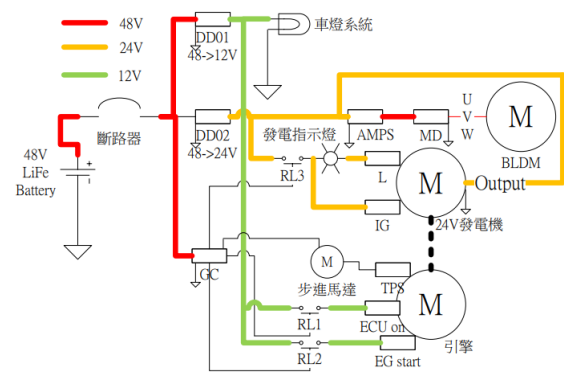 48V
24V
12V
DD01
48->12V
車燈系統
斷路器
DD02
48->24V
發電指示燈
AMPS
MD
U
V
W
M
BLDM
48V
LiFe
Battery
+
-
RL3
L
M
Output
IG
24V發電機
GC
M
步進馬達
TPS
RL1
ECU on
M
RL2
EG start
引擎